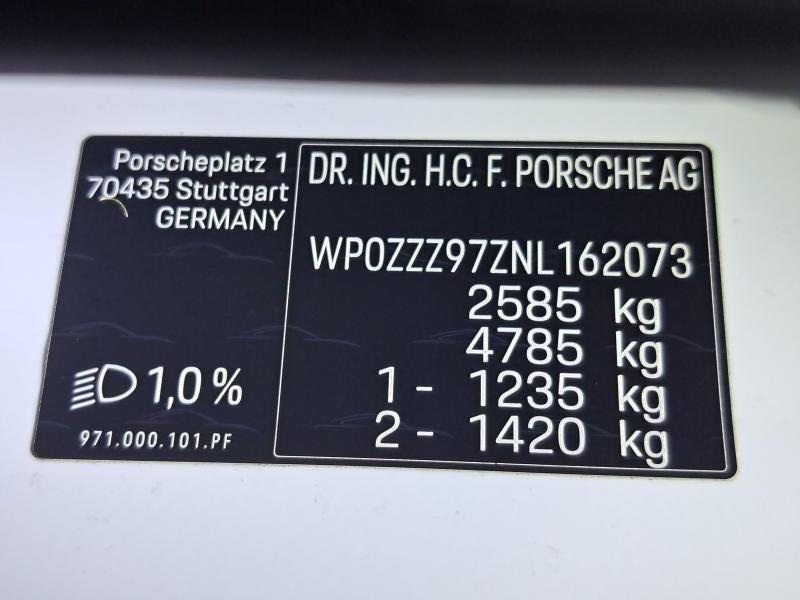 Porscheplatz 1
70435 Stuttgart
GERMANY
DR. ING. H.C. F. PORSCHE AG
WP0ZZZ97ZNL162073
2585 kg
4785 kg
1 - 1235 kg
2 - 1420 kg
1,0 %
971.000.101.PF